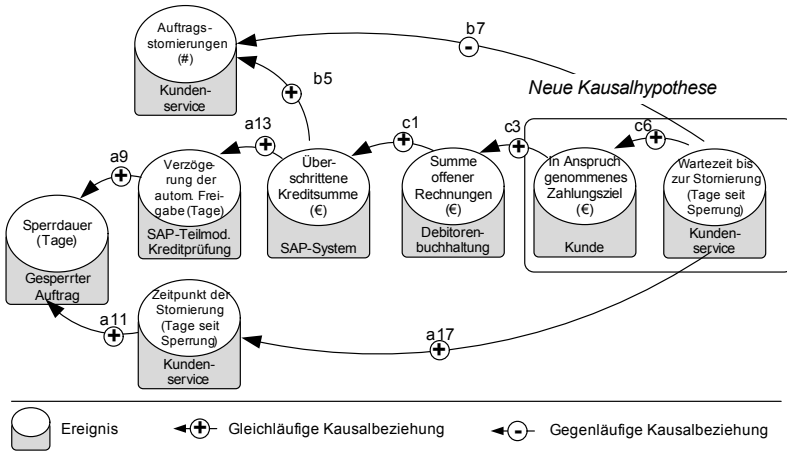 b7
Auftrags-
stornierungen
(#)
Kunden-
service
b5
Neue Kausalhypothese
a13
c1
c3
c6
a9
Verzöge-
rung der
autom. Frei-
gabe (Tage)
SAP-Teilmod.
Kreditprüfung
Über-
schrittene
Kreditsumme
(€)
SAP-System
Summe
offener
Rechnungen
(€)
Debitoren-
buchhaltung
In Anspruch
genommenes
Zahlungsziel
(€)
Kunde
Wartezeit bis
zur Stornierung
(Tage seit
Sperrung)
Kunden-
service
Sperrdauer
(Tage)
Gesperrter
Auftrag
a11
Zeitpunkt der
Stornierung
(Tage seit
Sperrung)
Kunden-
service
a17
Ereignis
Gleichläufige Kausalbeziehung
Gegenläufige Kausalbeziehung